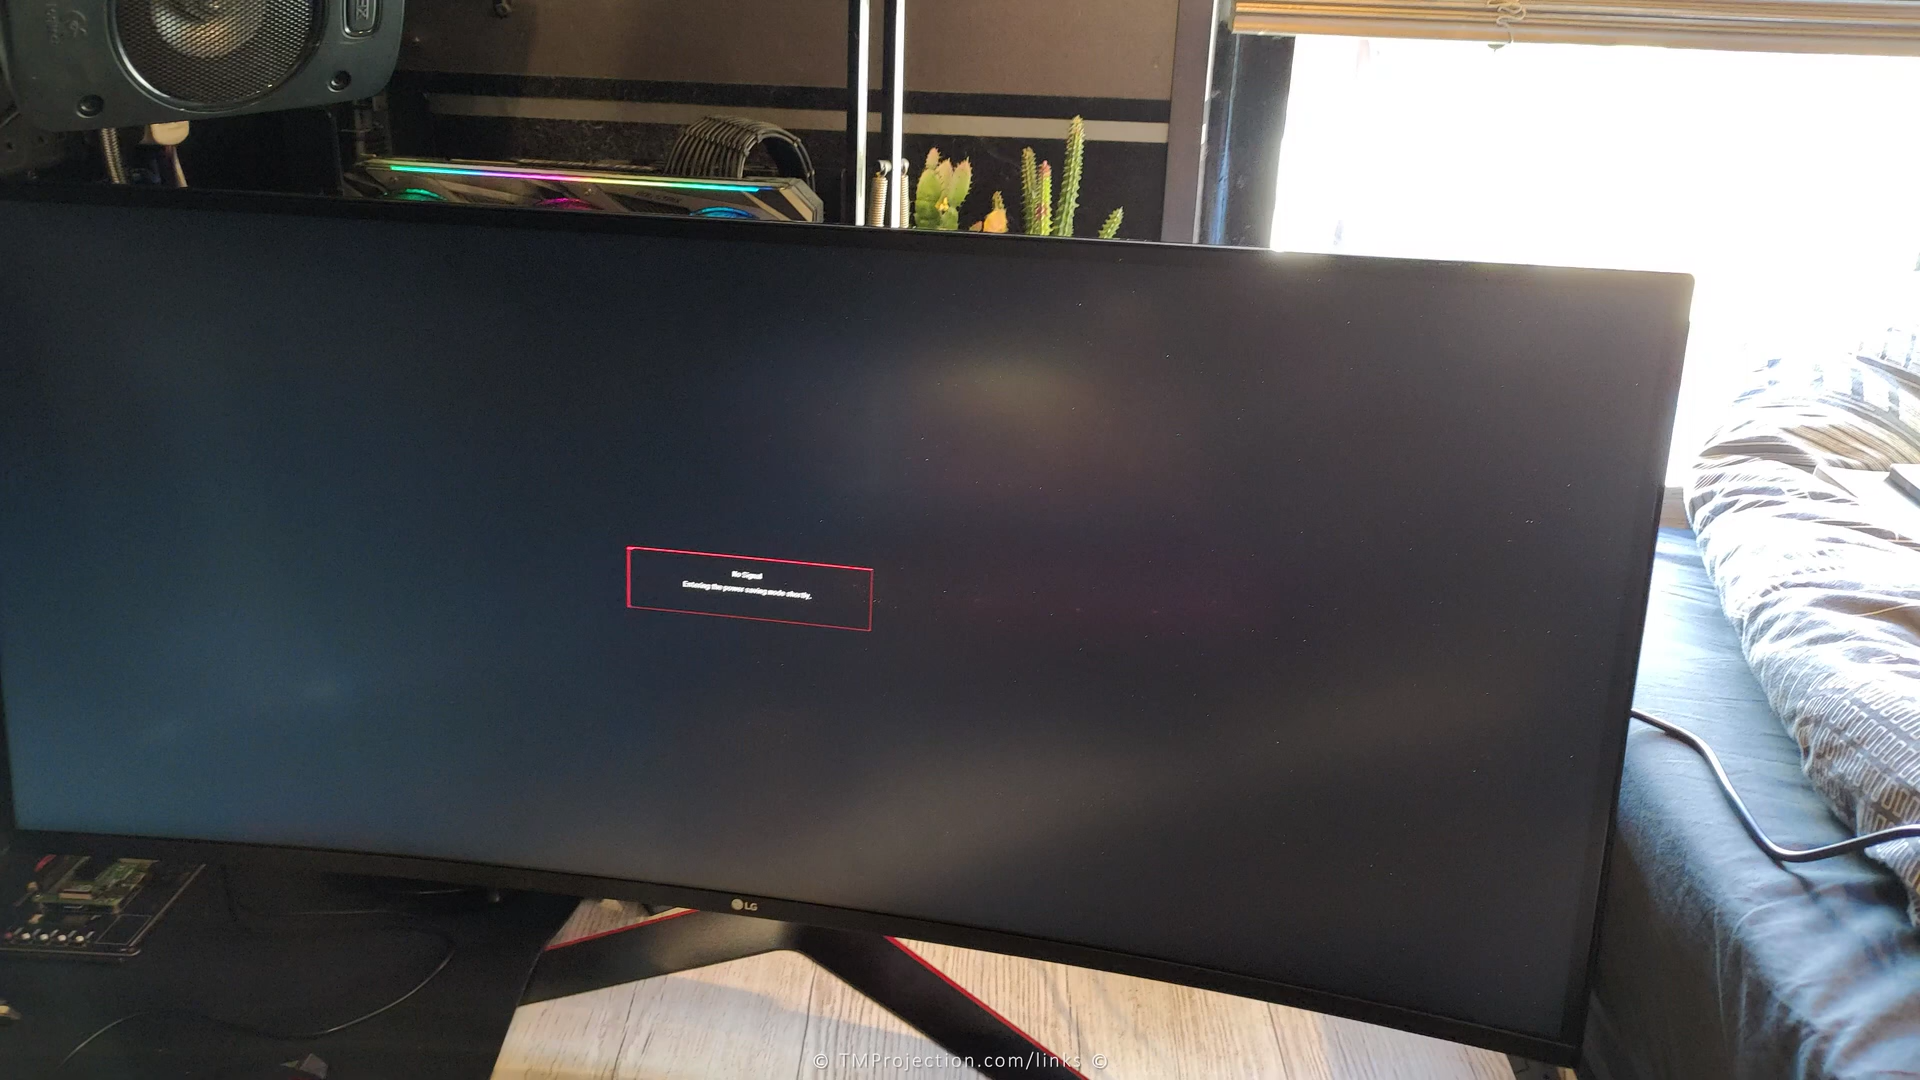 No Signal
Entering the power saving mode shortly.
LG
© TMProjection.com/links ©